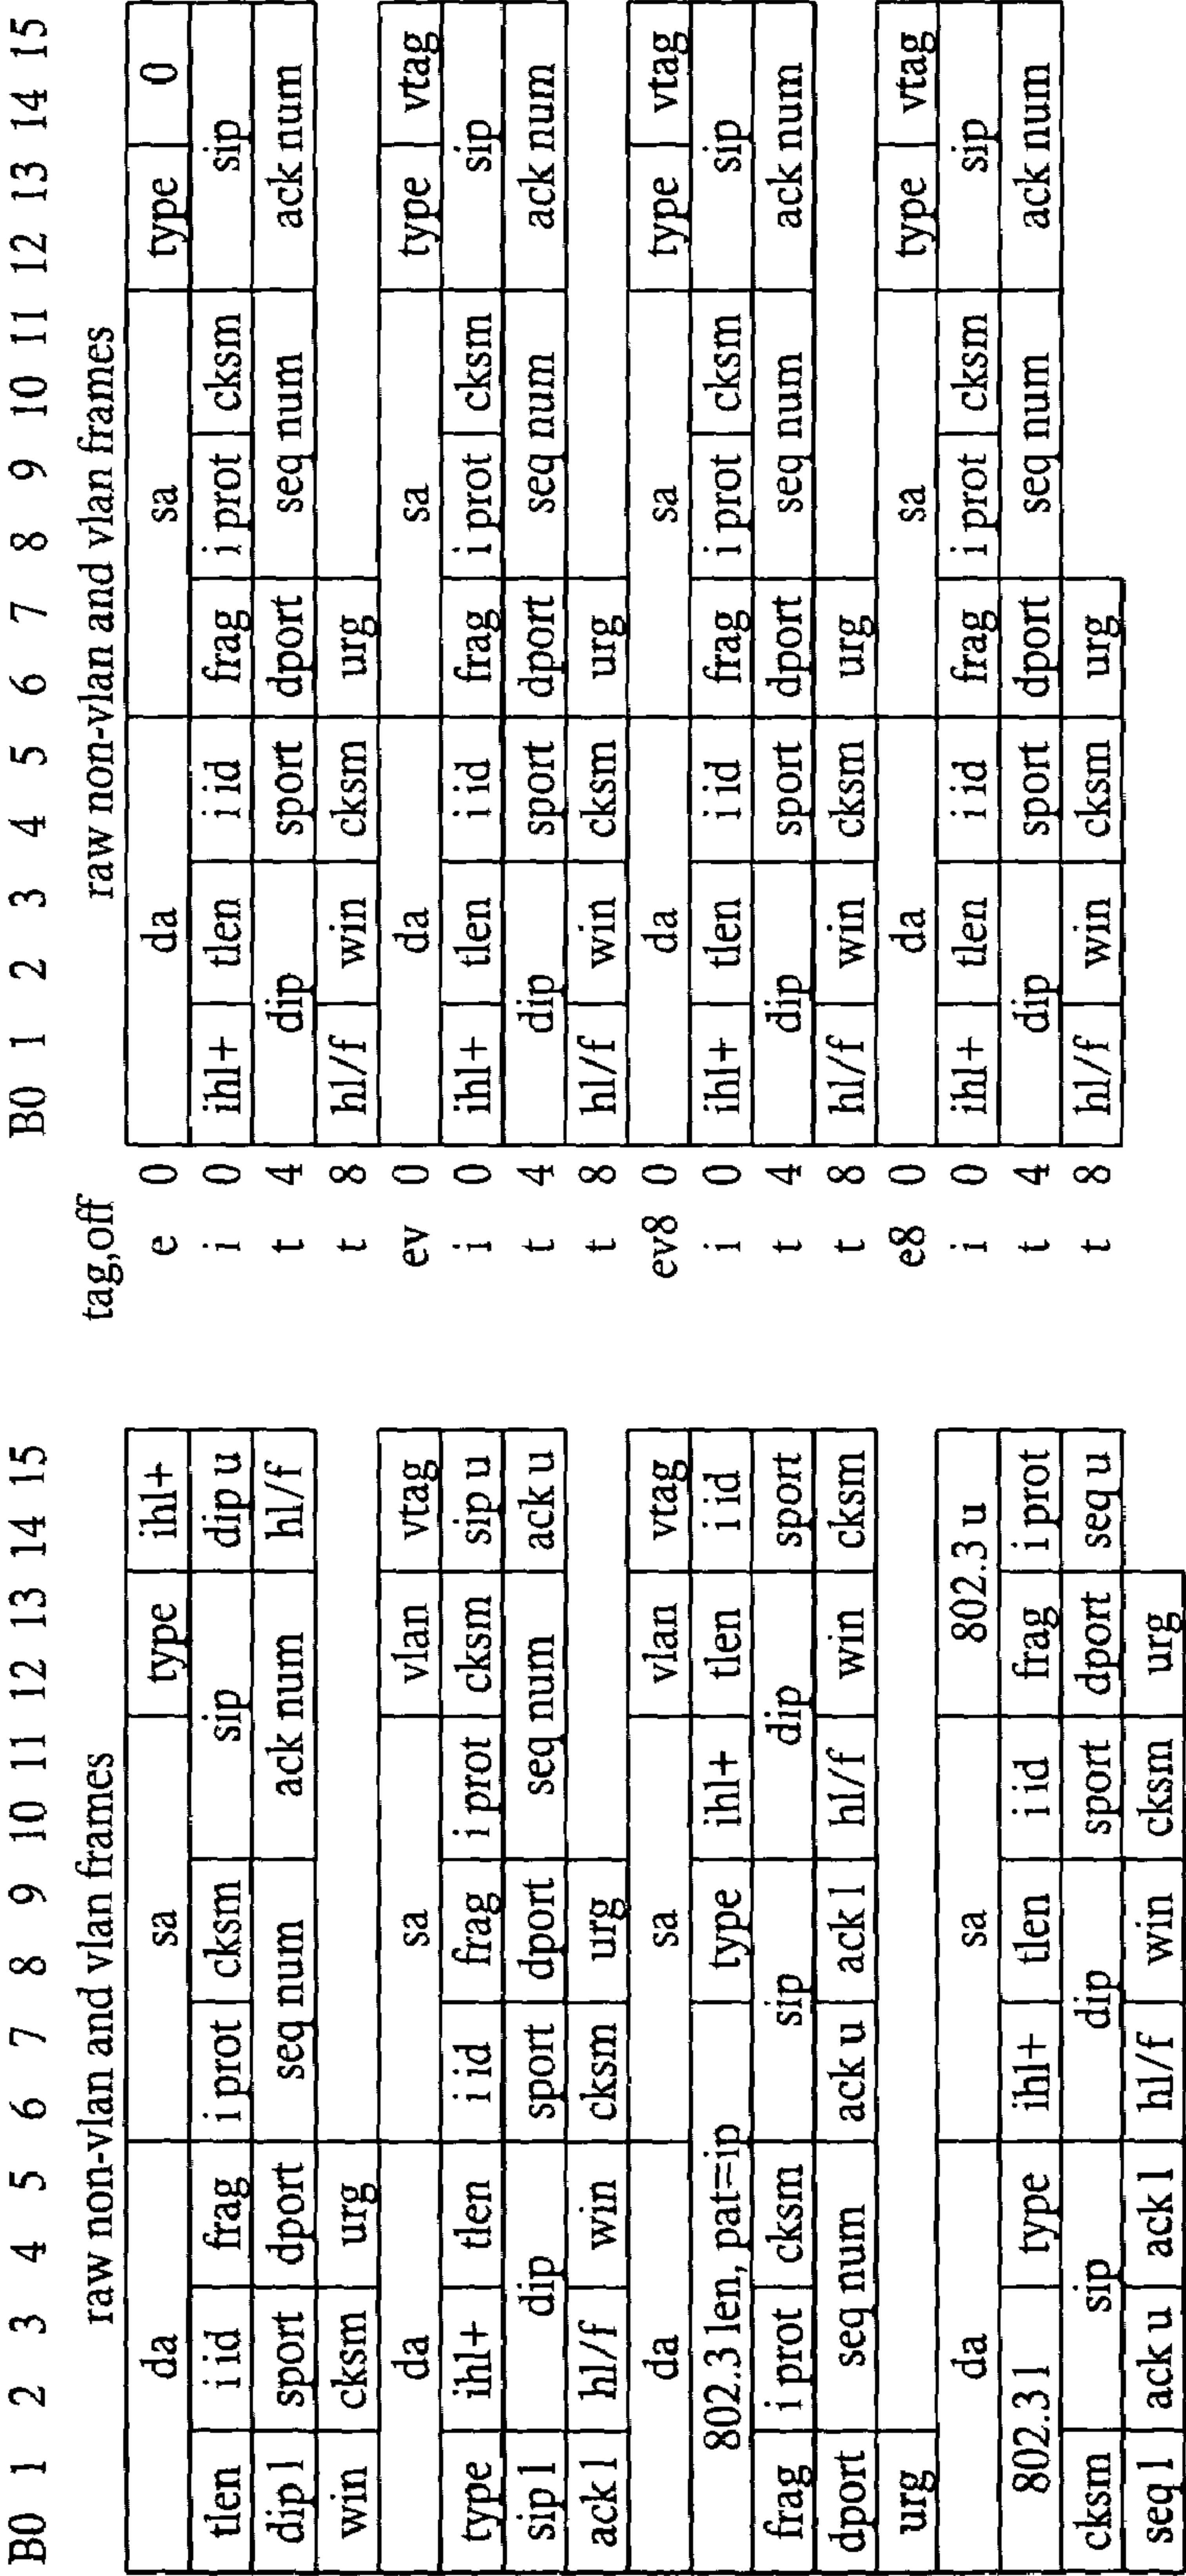 B0 1 2 3 4 5 6 7 8 9 10 11 12 13 14 15
raw non-vlan and vlan frames
da sa type ihl+
tlen i id frag i prot cksm sip dip u
dip l sport dport seq num ack num hl/f
win cksm urg
da sa vlan vtag
type ihl+ tlen i id frag i prot cksm sip u
sip l dip sport dport seq num ack u
ack l hl/f win cksm urg
da sa vlan vtag
802.3 len, pat=ip type ihl+ tlen i id
frag i prot cksm sip dip sport
dport seq num ack u ack l hl/f win cksm
urg
da sa 802.3 u
802.3 l type ihl+ tlen i id frag i prot
cksm sip dip sport dport seq u
seq l ack u ack l hl/f win cksm urg
B0 1 2 3 4 5 6 7 8 9 10 11 12 13 14 15
tag,off raw non-vlan and vlan frames
e 0 da sa type 0
i 0 ihl+ tlen i id frag i prot cksm sip
t 4 dip sport dport seq num ack num
t 8 hl/f win cksm urg
ev 0 da sa type vtag
i 0 ihl+ tlen i id frag i prot cksm sip
t 4 dip sport dport seq num ack num
t 8 hl/f win cksm urg
ev8 0 da sa type vtag
i 0 ihl+ tlen i id frag i prot cksm sip
t 4 dip sport dport seq num ack num
t 8 hl/f win cksm urg
e8 0 da sa type vtag
i 0 ihl+ tlen i id frag i prot cksm sip
t 4 dip sport dport seq num ack num
t 8 hl/f win cksm urg